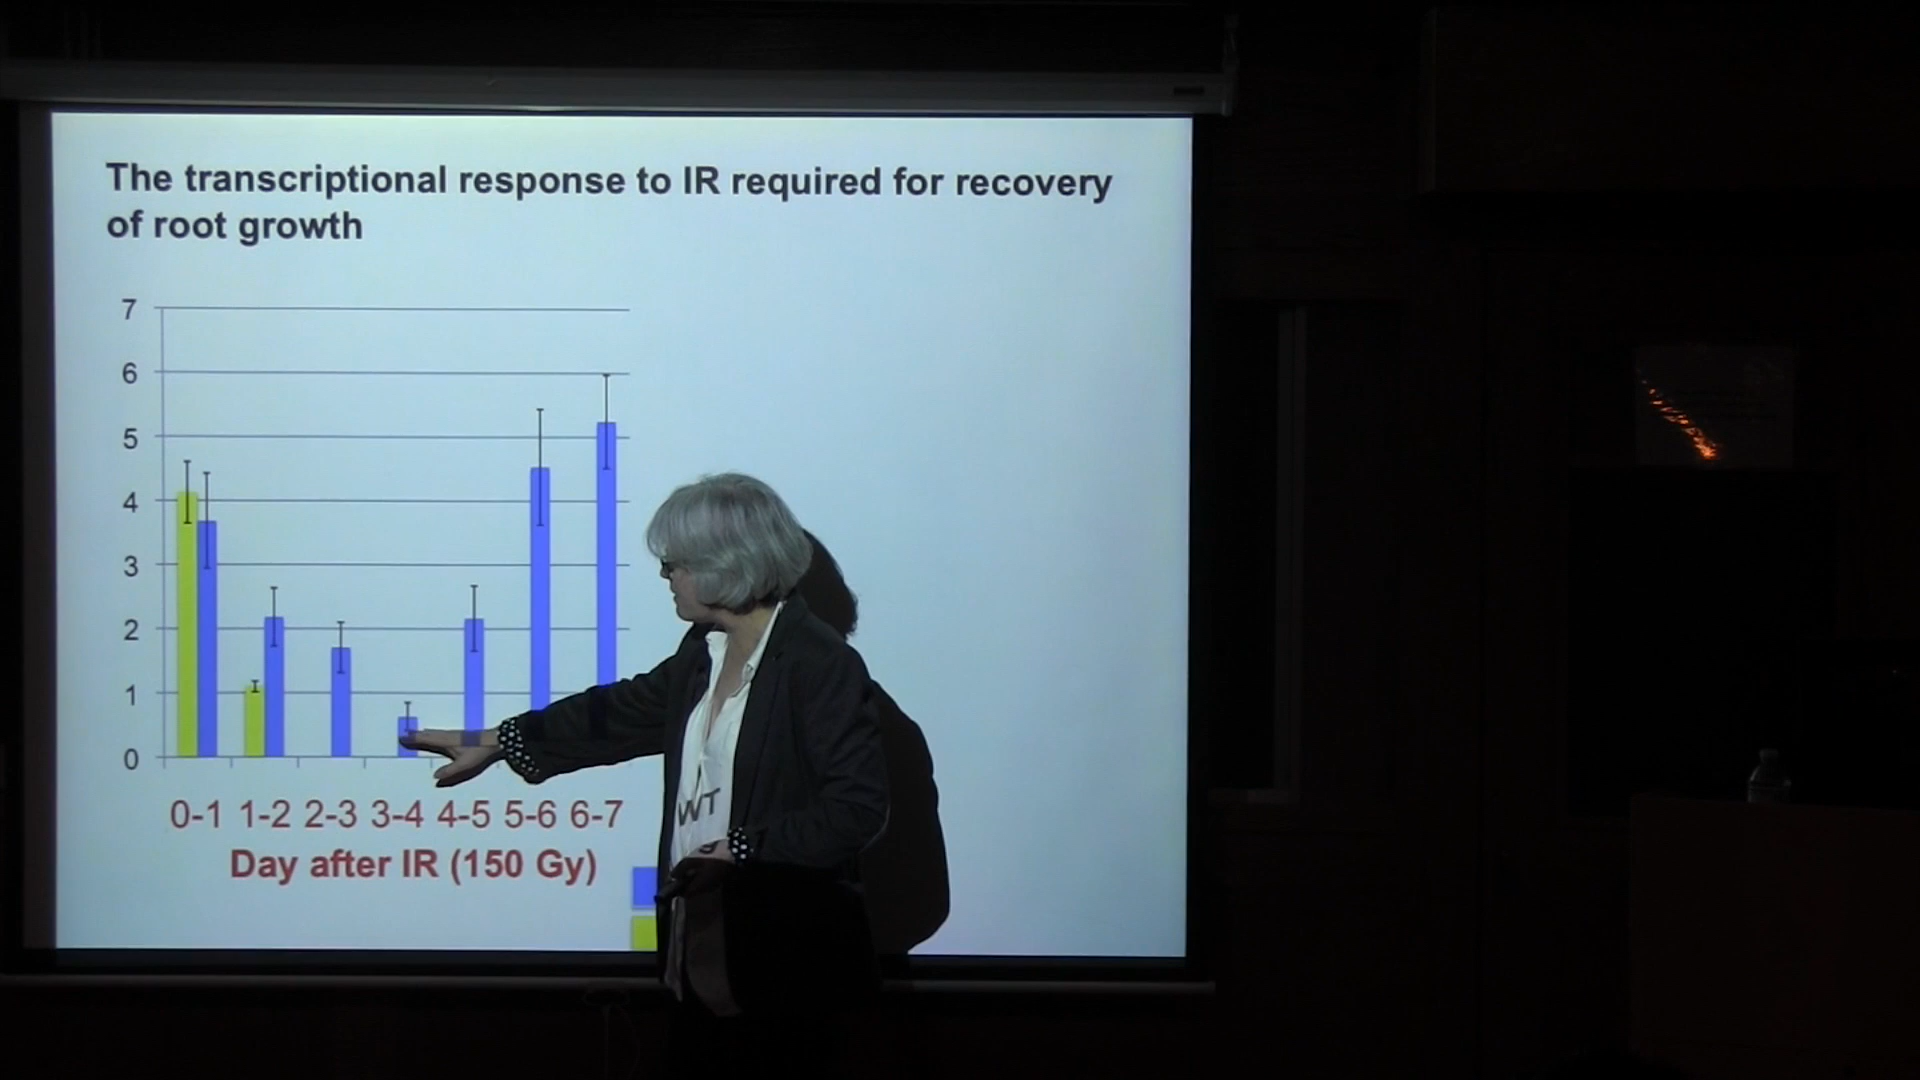 The transcriptional response to IR required for recovery
of root growth
7
6
5
4
3
2
1
0
0-1 1-2 2-3 3-4 4-5 5-6 6-7
Day after IR (150 Gy)
WT